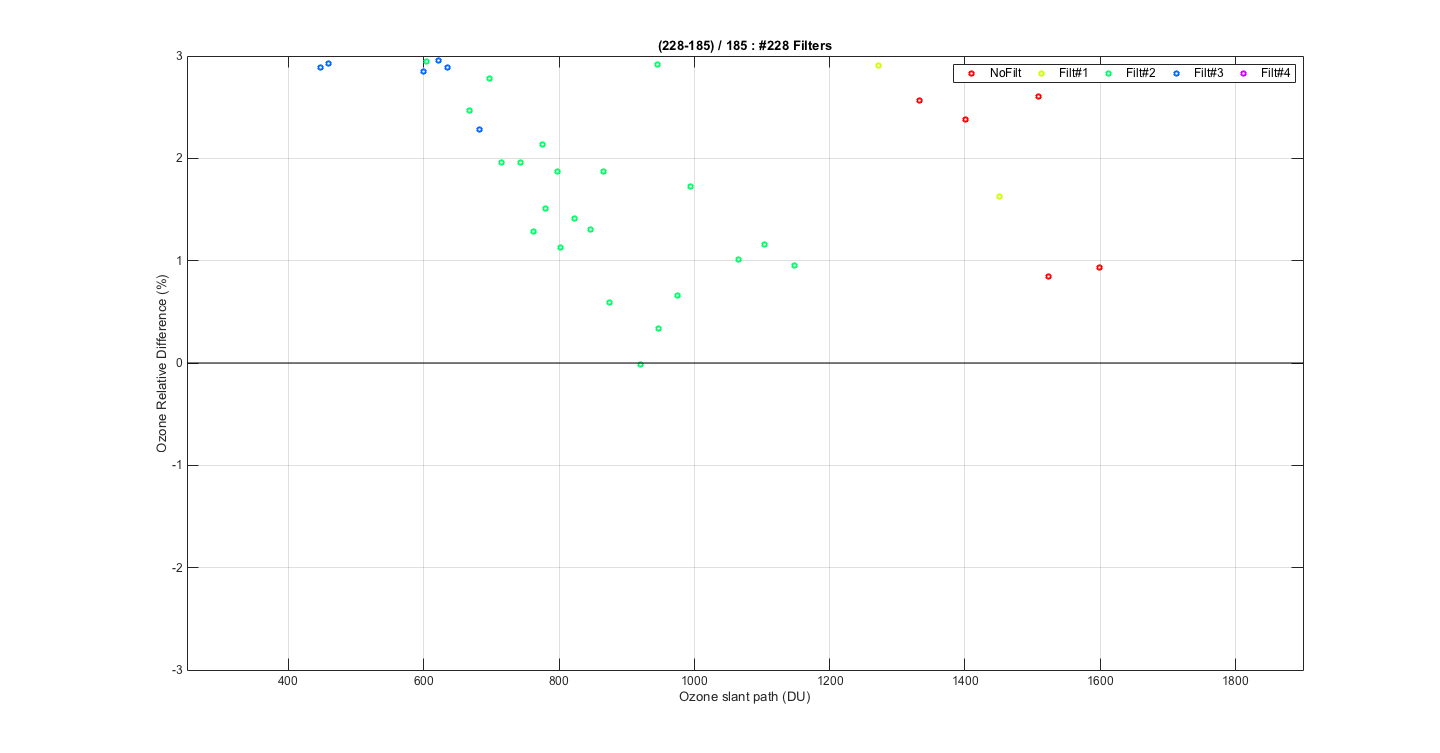 (228-185) / 185 : #228 Filters
NoFilt Filt#1 Filt#2 Filt#3 Filt#4
Ozone Relative Difference (%)
3
2
1
0
-1
-2
-3
400 600 800 1000 1200 1400 1600 1800
Ozone slant path (DU)